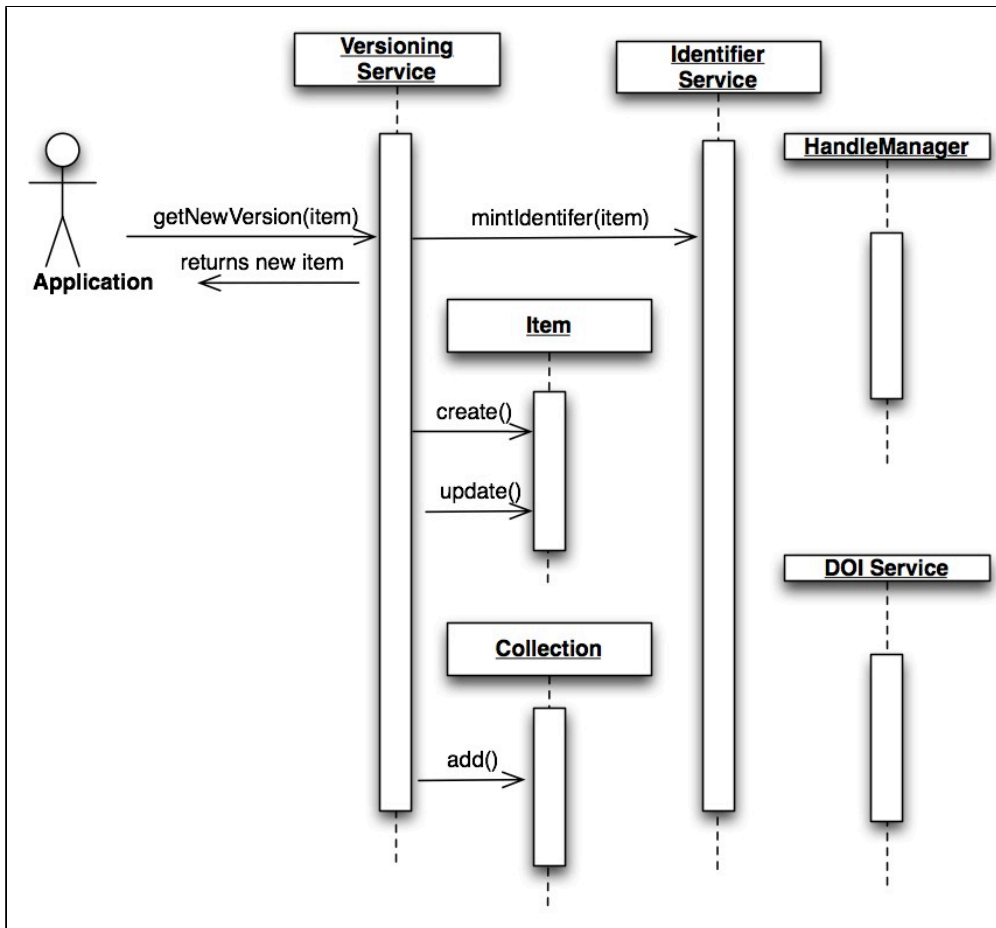 Versioning
Service
Identifier
Service
HandleManager
getNewVersion(item)
mintIdentifer(item)
returns new item
Application
Item
create()
update()
DOI Service
Collection
add()